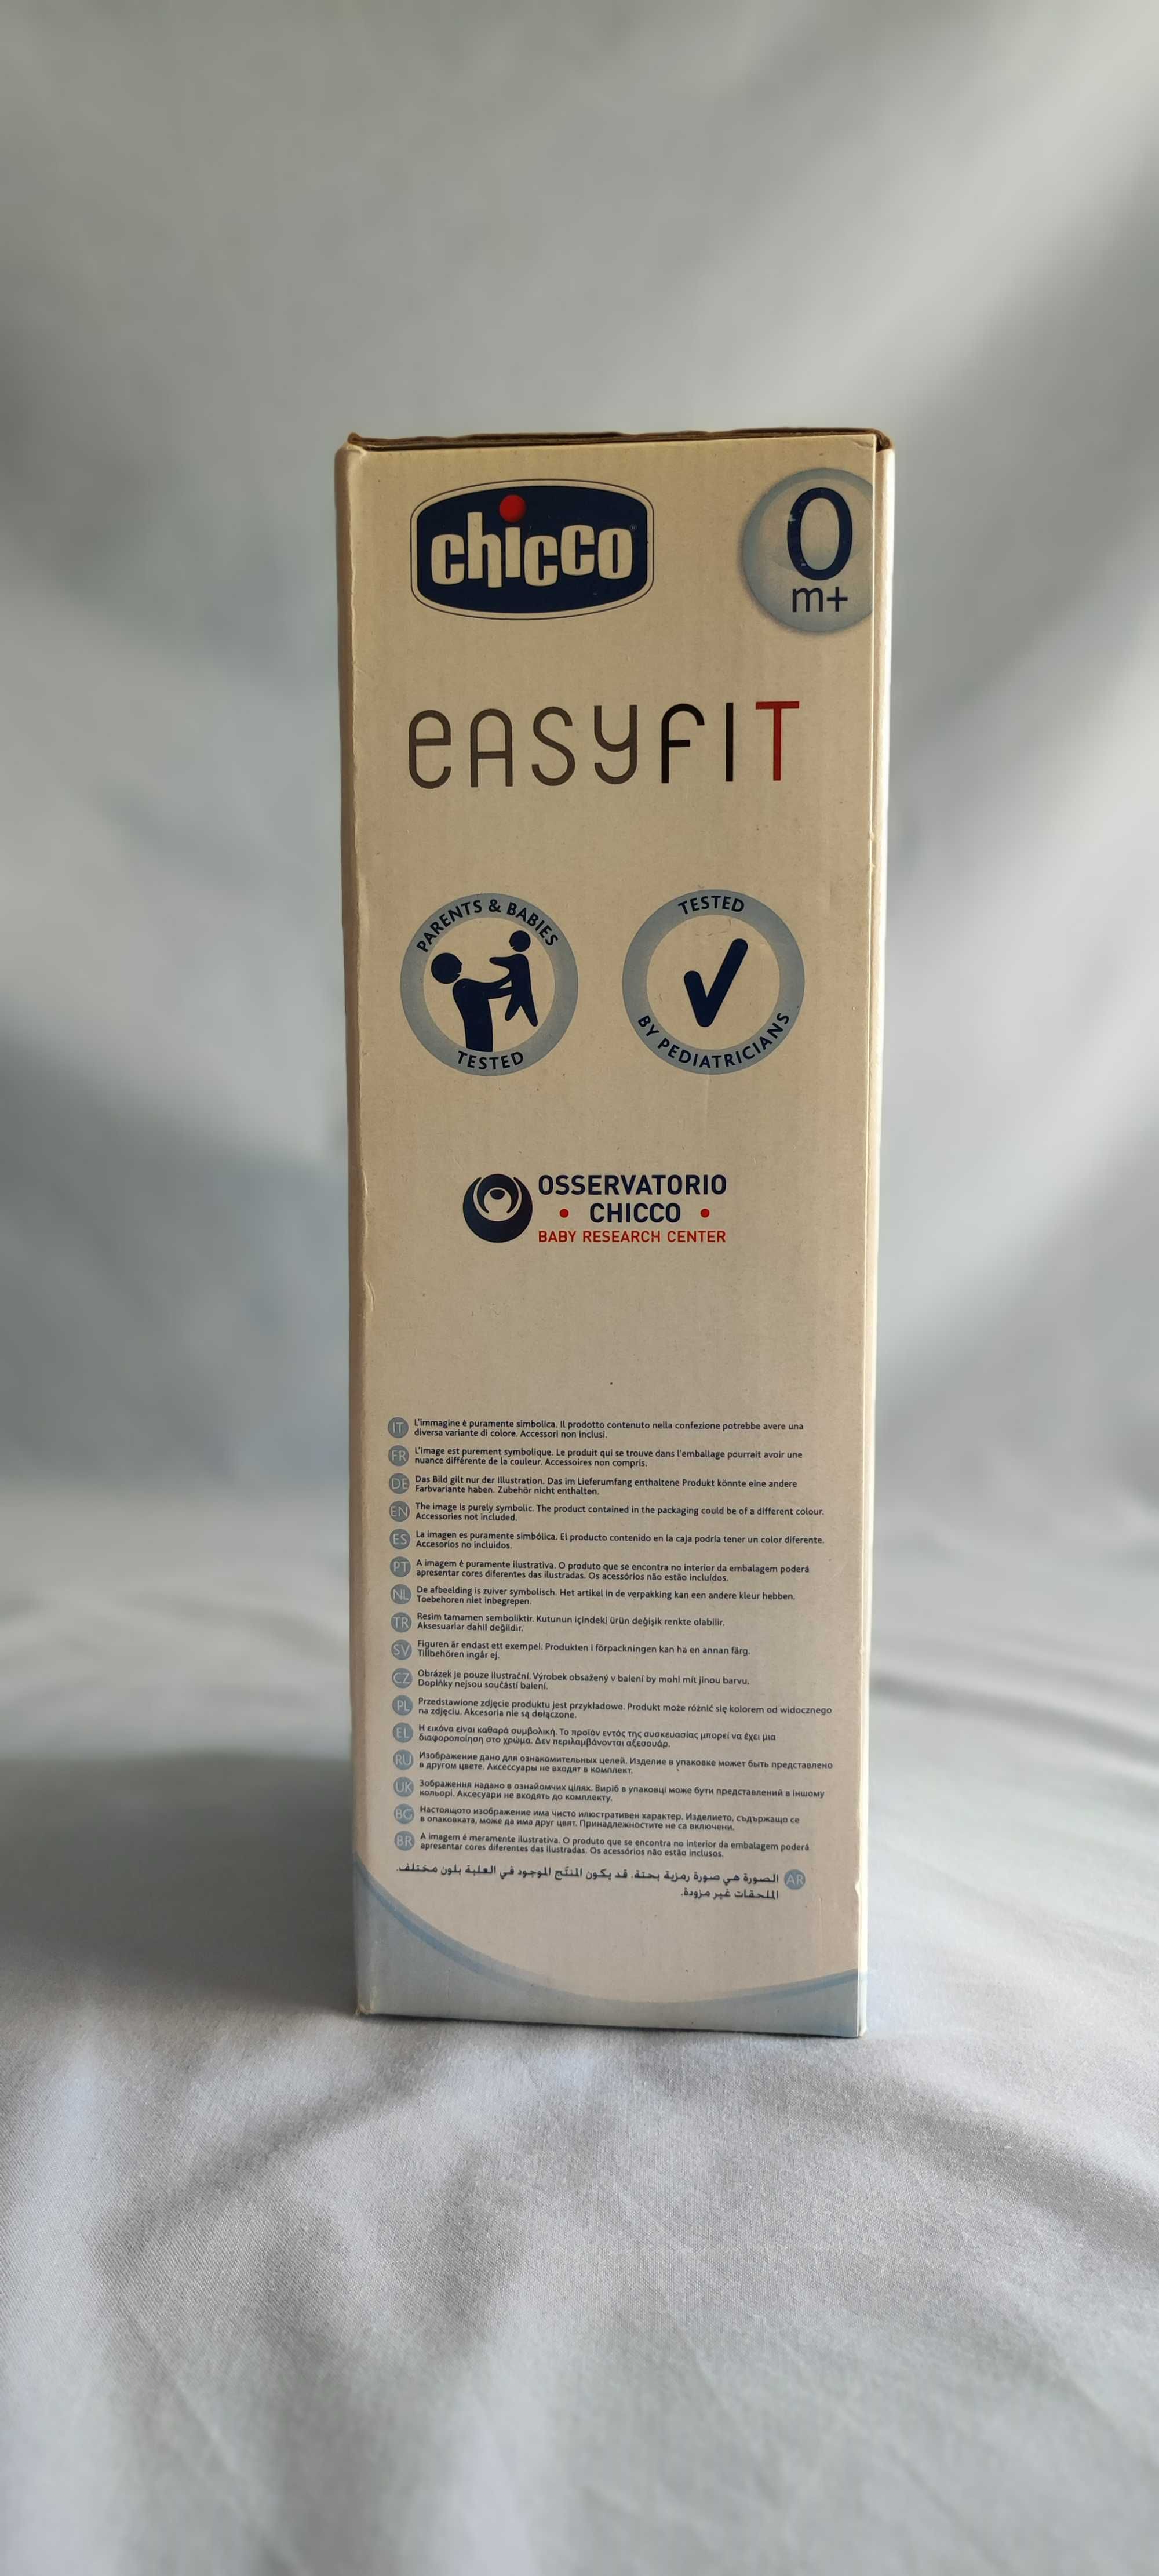 chicco
0
m+
eASyFIT
PARENTS & BABIES
TESTED
TESTED
BY PEDIATRICIANS
OSSERVATORIO
• CHICCO •
BABY RESEARCH CENTER
IT L'immagine è puramente simbolica. Il prodotto contenuto nella confezione potrebbe avere una
diversa variante di colore. Accessori non inclusi.
FR L'image est purement symbolique. Le produit qui se trouve dans l'emballage pourrait avoir une
nuance différente de la couleur. Accessoires non compris.
DE Das Bild gilt nur der Illustration. Das im Lieferumfang enthaltene Produkt könnte eine andere
Farbvariante haben. Zubehör nicht enthalten.
EN The image is purely symbolic. The product contained in the packaging could be of a different colour.
Accessories not included.
ES La imagen es puramente simbólica. El producto contenido en la caja podría tener un color diferente.
Accesorios no incluidos.
PT A imagem é puramente ilustrativa. O produto que se encontra no interior da embalagem poderá
apresentar cores diferentes das ilustradas. Os acessórios não estão incluídos.
NL De afbeelding is zuiver symbolisch. Het artikel in de verpakking kan een andere kleur hebben.
Toebehoren niet inbegrepen.
TR Resim tamamen semboliktir. Kutunun içindeki ürün değişik renkte olabilir.
Aksesuarlar dahil değildir.
SV Figuren är endast ett exempel. Produkten i förpackningen kan ha en annan färg.
Tillbehören ingår ej.
CZ Obrázek je pouze ilustrační. Výrobek obsažený v balení by mohl mít jinou barvu.
Doplňky nejsou součástí balení.
PL Przedstawione zdjęcie produktu jest przykładowe. Produkt może różnić się kolorem od widocznego
na zdjęciu. Akcesoria nie są dołączone.
EL Η εικόνα είναι καθαρά συμβολική. Το προϊόν εντός της συσκευασίας μπορεί να έχει μια
διαφοροποίηση στο χρώμα. Δεν περιλαμβάνονται αξεσουάρ.
RU Изображение дано для ознакомительных целей. Изделие в упаковке может быть представлено
в другом цвете. Аксессуары не входят в комплект.
UK Зображення надано в ознайомчих цілях. Виріб в упаковці може бути представлений в іншому
кольорі. Аксесуари не входять до комплекту.
BG Настоящото изображение има чисто илюстративен характер. Изделието, съдържащо се
в опаковката, може да има друг цвят. Принадлежностите не са включени.
BR A imagem é meramente ilustrativa. O produto que se encontra no interior da embalagem poderá
apresentar cores diferentes das ilustradas. Os acessórios não estão inclusos.
AR الصورة هي صورة رمزية بحتة. قد يكون المنتَج الموجود في العلبة بلون مختلف.
الملحقات غير مزودة.